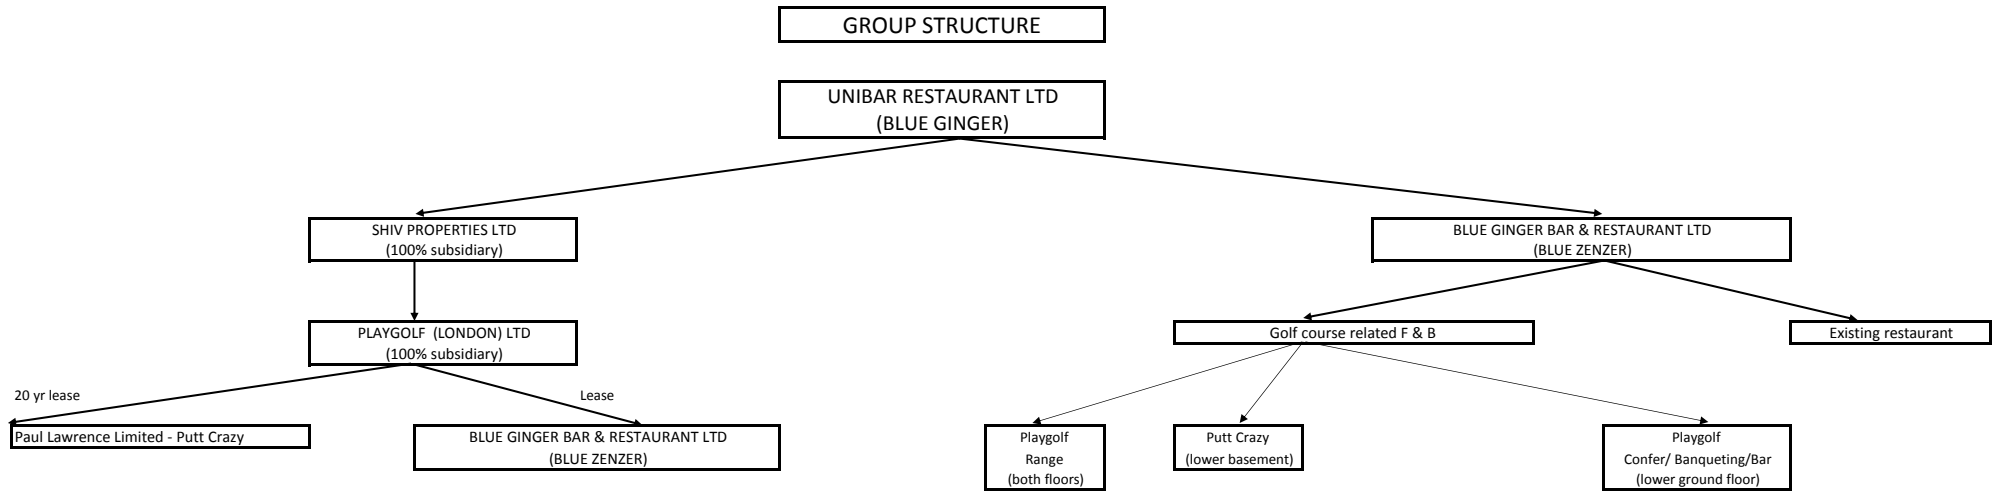 GROUP STRUCTURE
UNIBAR RESTAURANT LTD
(BLUE GINGER)
SHIV PROPERTIES LTD
(100% subsidiary)
BLUE GINGER BAR & RESTAURANT LTD
(BLUE ZENZER)
PLAYGOLF  (LONDON) LTD
(100% subsidiary)
Golf course related F & B
Existing restaurant
20 yr lease
Lease
Paul Lawrence Limited - Putt Crazy
BLUE GINGER BAR & RESTAURANT LTD
(BLUE ZENZER)
Playgolf
Range
(both floors)
Putt Crazy
(lower basement)
Playgolf
Confer/ Banqueting/Bar
(lower ground floor)